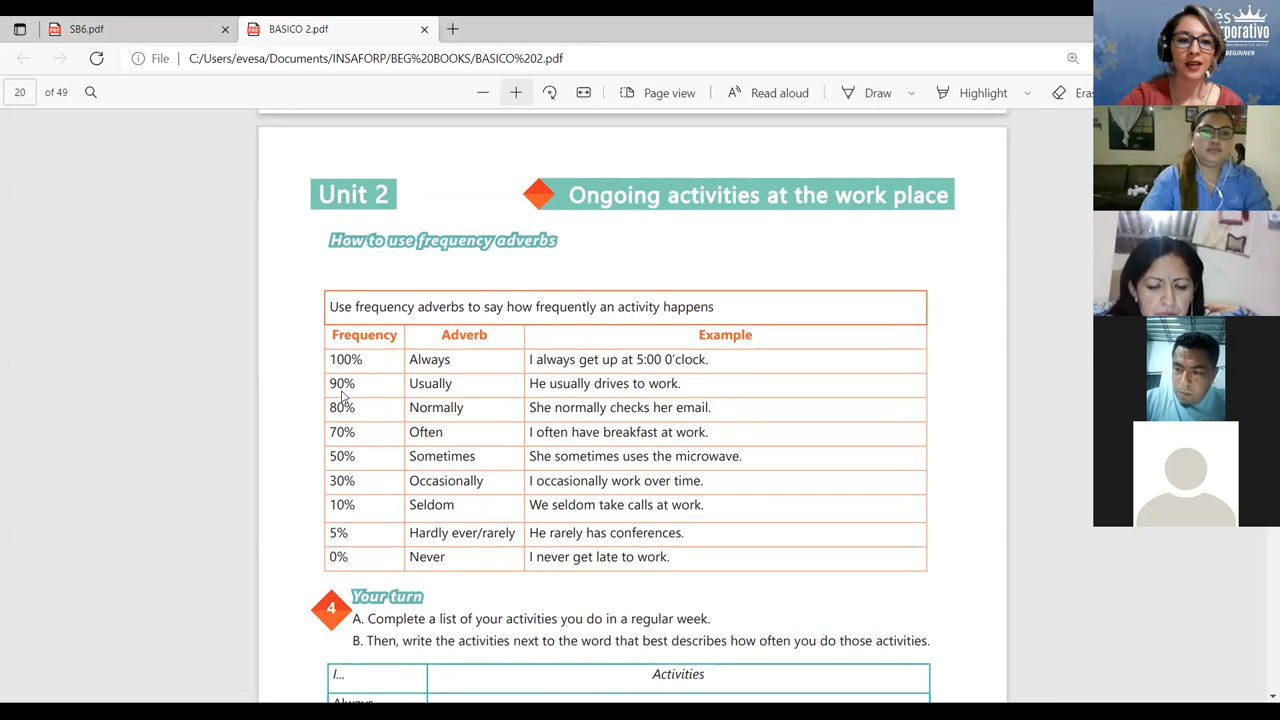 SB6.pdf
BASICO 2.pdf
File
C:/Users/evesa/Documents/INSAFORP/BEG%20BOOKS/BASICO%202.pdf
20 of 49
Page view
Read aloud
Draw
Highlight
Eras
és
rporativo
BEGINNER
Unit 2
Ongoing activities at the work place
How to use frequency adverbs
Use frequency adverbs to say how frequently an activity happens
Frequency Adverb Example
100% Always I always get up at 5:00 0'clock.
90% Usually He usually drives to work.
80% Normally She normally checks her email.
70% Often I often have breakfast at work.
50% Sometimes She sometimes uses the microwave.
30% Occasionally I occasionally work over time.
10% Seldom We seldom take calls at work.
5% Hardly ever/rarely He rarely has conferences.
0% Never I never get late to work.
4 Your turn
A. Complete a list of your activities you do in a regular week.
B. Then, write the activities next to the word that best describes how often you do those activities.
I... Activities
Always